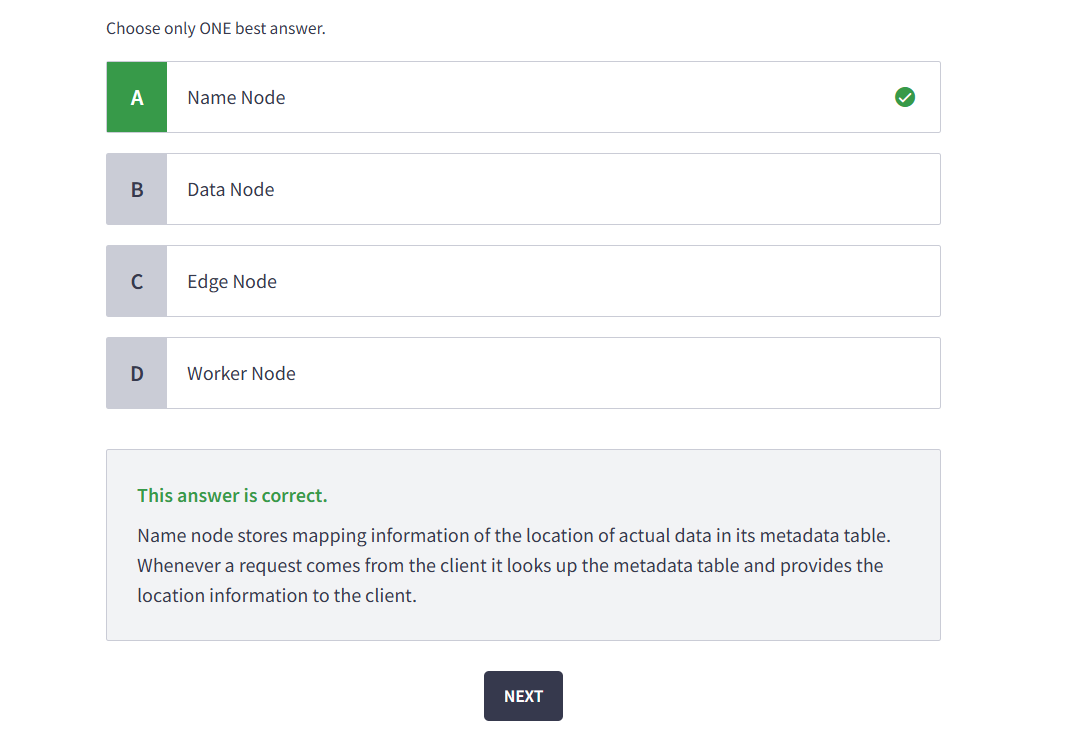 Choose only ONE best answer.
A
Name Node
B
Data Node
C
Edge Node
D
Worker Node
This answer is correct.
Name node stores mapping information of the location of actual data in its metadata table.
Whenever a request comes from the client it looks up the metadata table and provides the
location information to the client.
NEXT